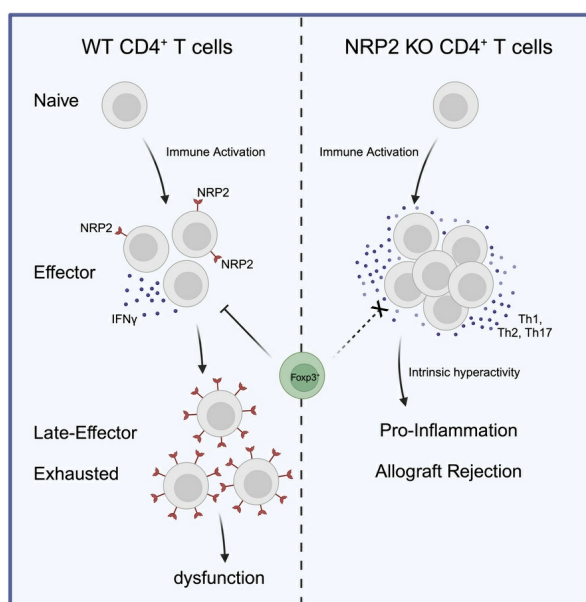 WT CD4⁺ T cells
NRP2 KO CD4⁺ T cells
Naive
Immune Activation
Immune Activation
NRP2
NRP2
NRP2
Effector
IFNγ
Th1,
Th2, Th17
Foxp3⁺
Intrinsic hyperactivity
Late-Effector
Exhausted
Pro-Inflammation
Allograft Rejection
dysfunction